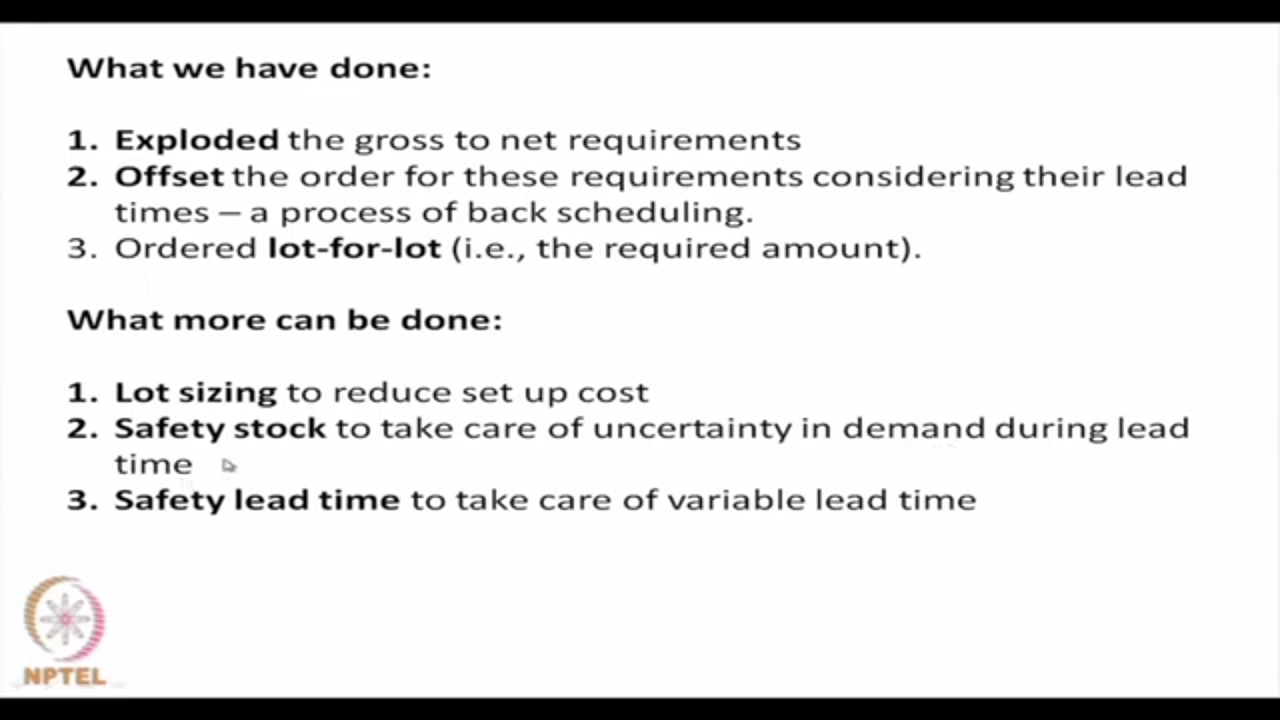 What we have done:
1. Exploded the gross to net requirements
2. Offset the order for these requirements considering their lead
times – a process of back scheduling.
3. Ordered lot-for-lot (i.e., the required amount).
What more can be done:
1. Lot sizing to reduce set up cost
2. Safety stock to take care of uncertainty in demand during lead
time
3. Safety lead time to take care of variable lead time
NPTEL